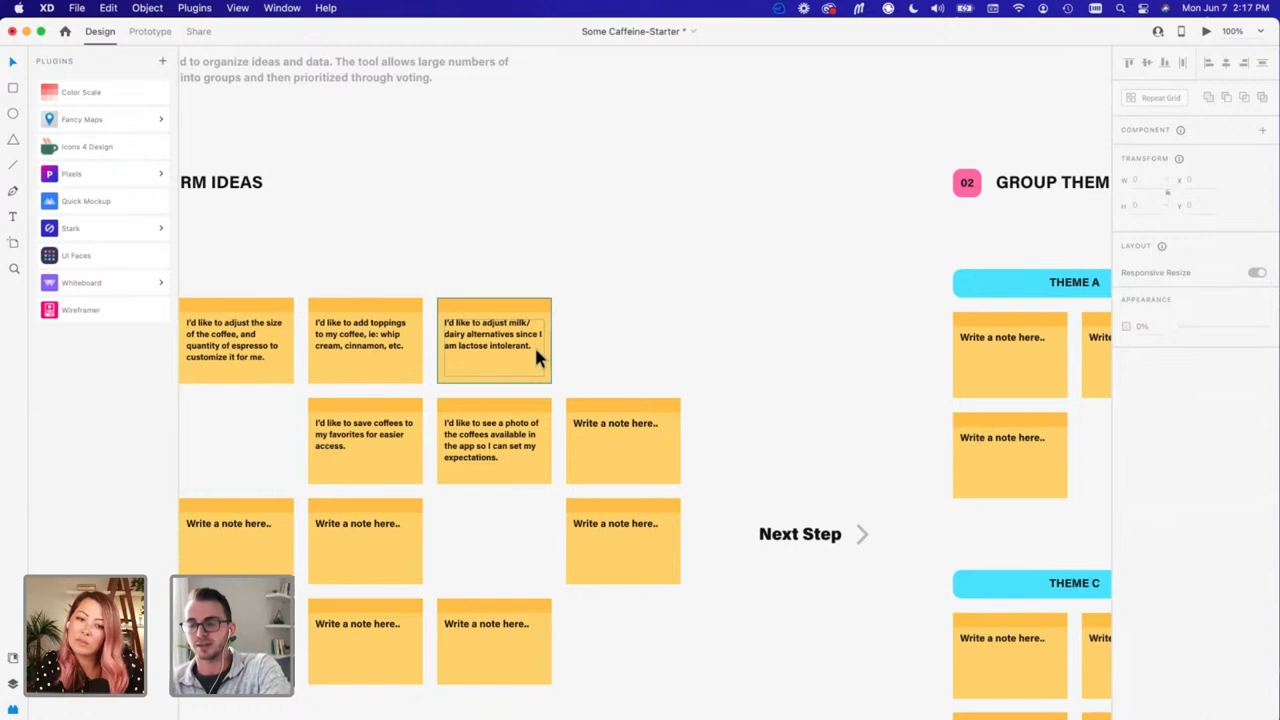 XD File Edit Object Plugins View Window Help
Mon Jun 7 2:17 PM
Design Prototype Share
Some Caffeine-Starter *
100%
PLUGINS
Color Scale
Fancy Maps
Icons 4 Design
Pixels
Quick Mockup
Stark
UI Faces
Whiteboard
Wireframer
d to organize ideas and data. The tool allows large numbers of
into groups and then prioritized through voting.
RM IDEAS
I'd like to adjust the size
of the coffee, and
quantity of espresso to
customize it for me.
I'd like to add toppings
to my coffee, ie: whip
cream, cinnamon, etc.
I'd like to adjust milk/
dairy alternatives since I
am lactose intolerant.
I'd like to save coffees to
my favorites for easier
access.
I'd like to see a photo of
the coffees available in
the app so I can set my
expectations.
Write a note here..
Write a note here..
Write a note here..
Write a note here..
Write a note here..
Write a note here..
Next Step
02 GROUP THEM
THEME A
Write a note here..
Write
Write a note here..
THEME C
Write a note here..
Write
Repeat Grid
COMPONENT
TRANSFORM
W 0 X 0
H 0 Y 0
LAYOUT
Responsive Resize
APPEARANCE
0%